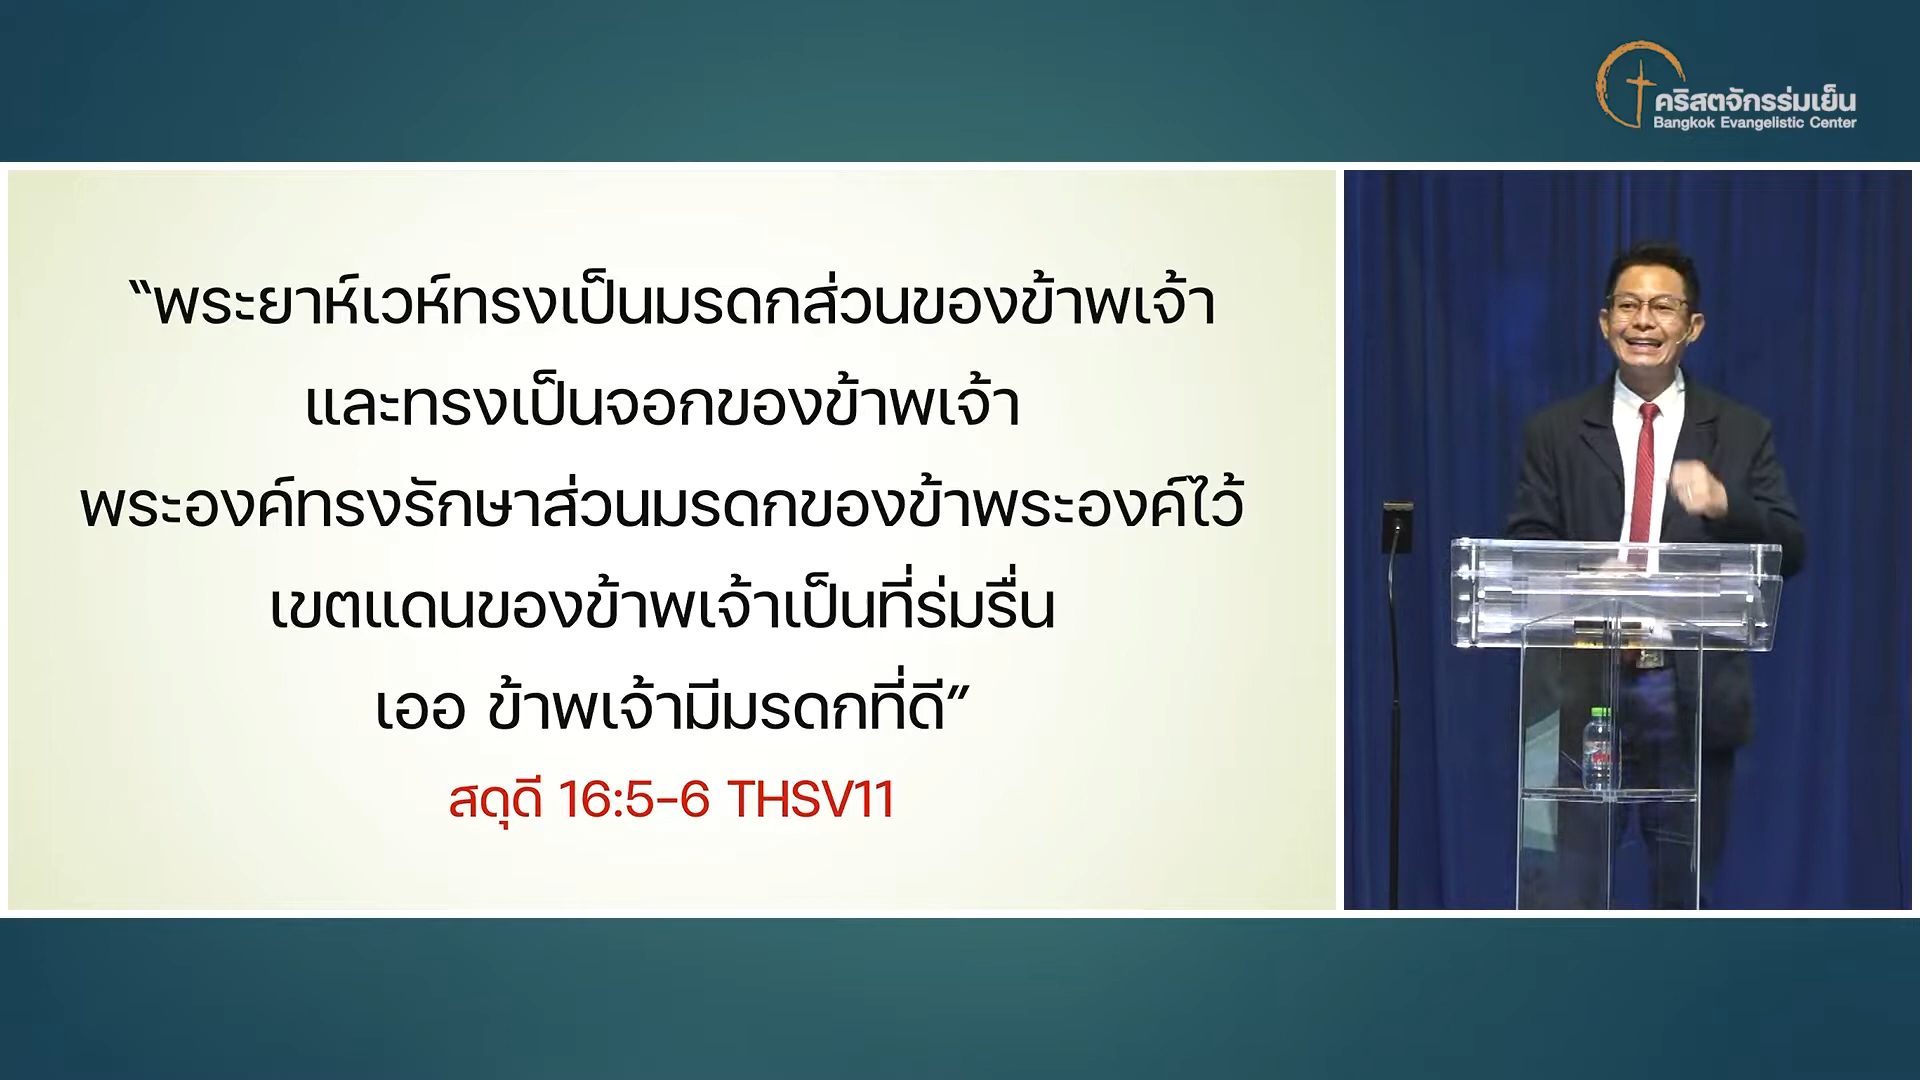 คริสตจักรร่มเย็น
Bangkok Evangelistic Center
“พระยาห์เวห์ทรงเป็นมรดกส่วนของข้าพเจ้า
และทรงเป็นจอกของข้าพเจ้า
พระองค์ทรงรักษาส่วนมรดกของข้าพระองค์ไว้
เขตแดนของข้าพเจ้าเป็นที่ร่มรื่น
เออ ข้าพเจ้ามีมรดกที่ดี”
สดุดี 16:5-6 THSV11